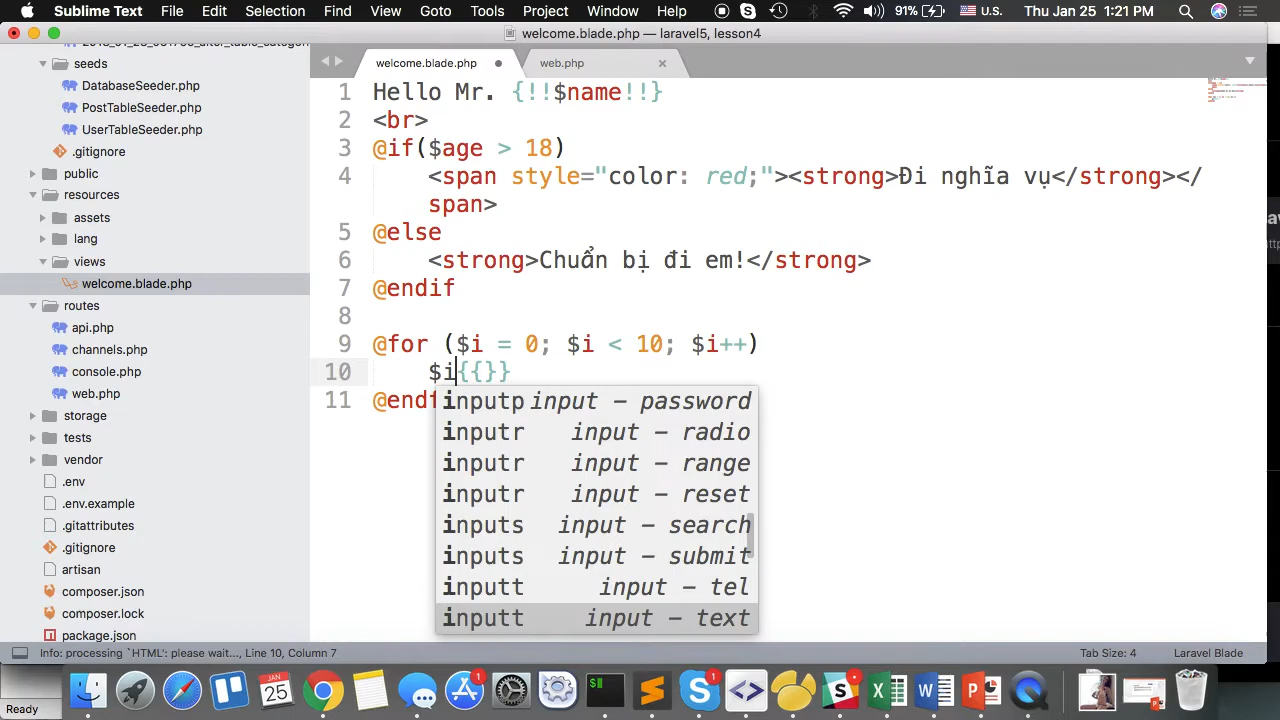 Sublime Text File Edit Selection Find View Goto Tools Project Window Help 91% U.S. Thu Jan 25 1:21 PM
welcome.blade.php — laravel5, lesson4
seeds
DatabaseSeeder.php
PostTableSeeder.php
UserTableSeeder.php
.gitignore
public
resources
assets
lang
views
welcome.blade.php
routes
api.php
channels.php
console.php
web.php
storage
tests
vendor
.env
.env.example
.gitattributes
.gitignore
artisan
composer.json
composer.lock
package.json
welcome.blade.php web.php
1 Hello Mr. {!!$name!!}
2 <br>
3 @if($age > 18)
4 <span style="color: red;"><strong>Đi nghĩa vụ</strong></
span>
5 @else
6 <strong>Chuẩn bị đi em!</strong>
7 @endif
8
9 @for ($i = 0; $i < 10; $i++)
10 $i{{}}
11 @endf
inputp input – password
inputr input – radio
inputr input – range
inputr input – reset
inputs input – search
inputs input – submit
inputt input – tel
inputt input – text
Info: processing `HTML': please wait..., Line 10, Column 7 Tab Size: 4 Laravel Blade
Ready
25
1
1